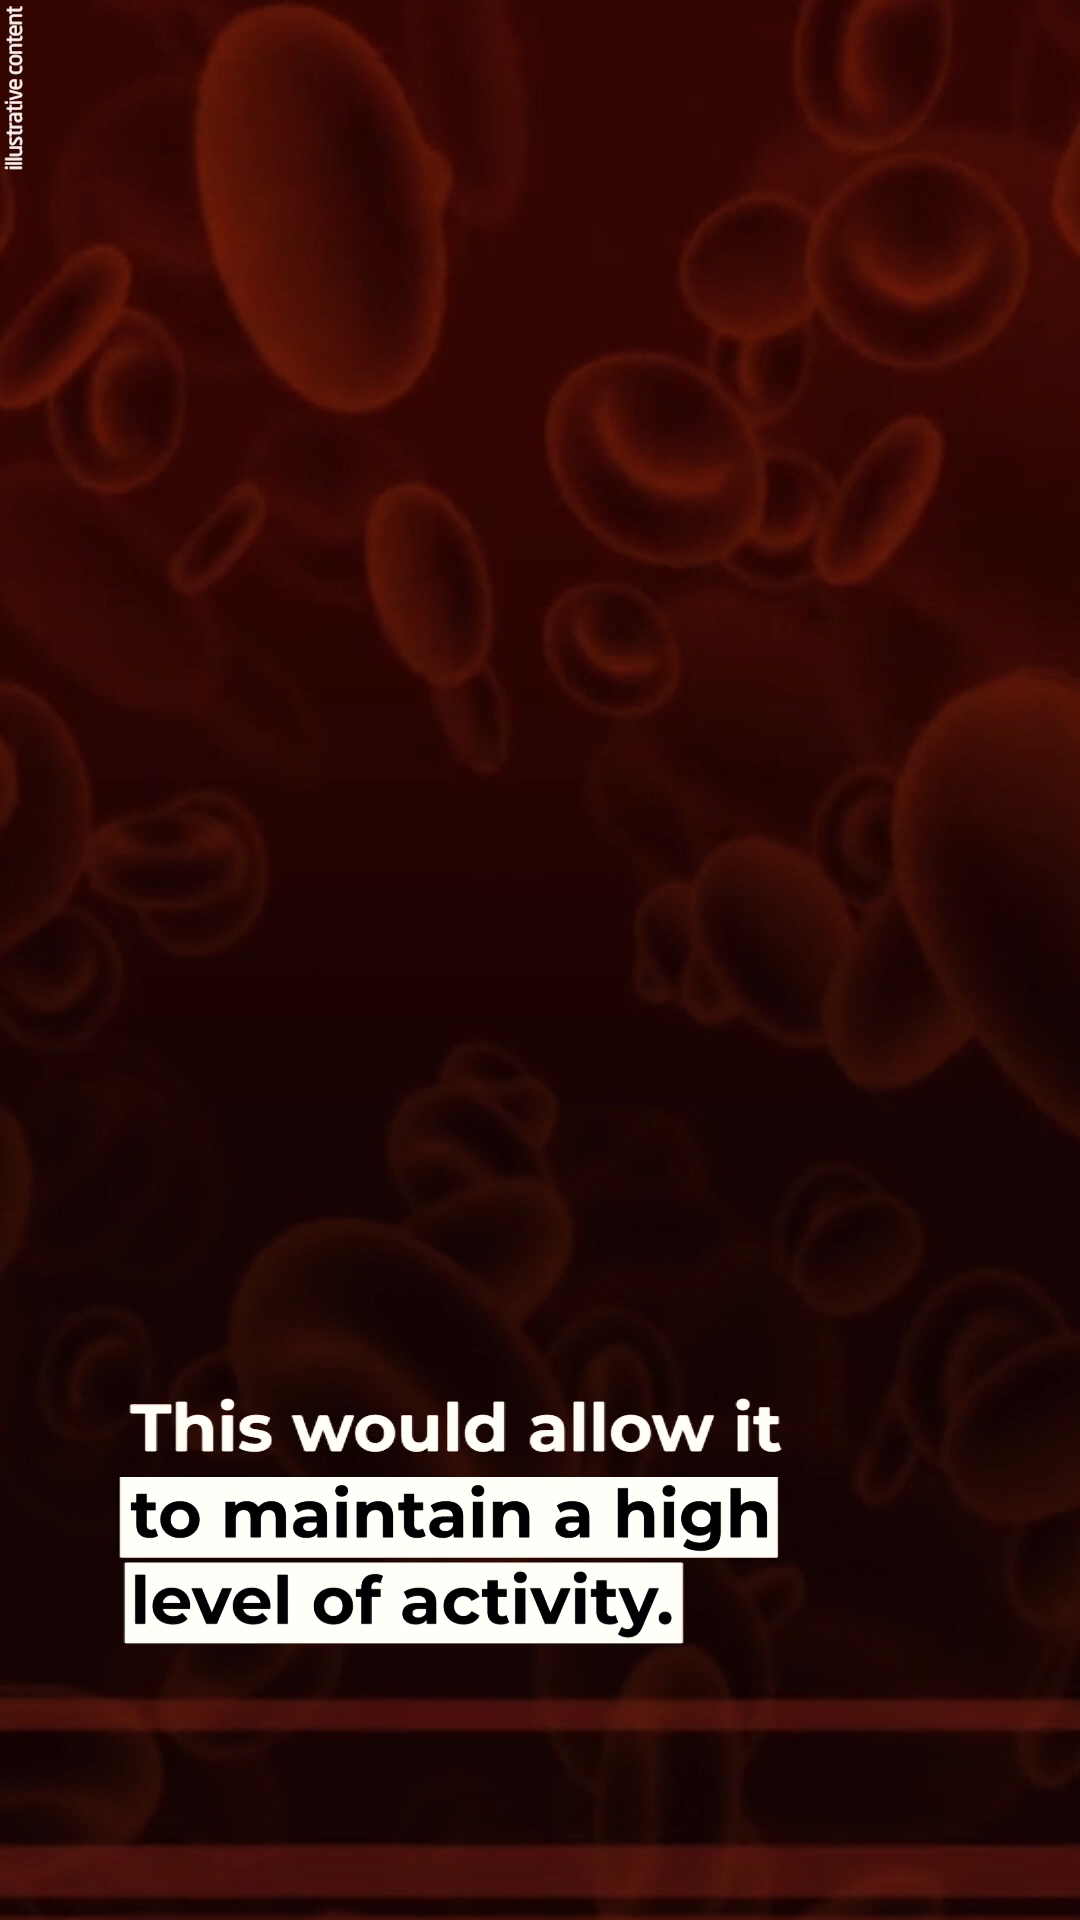 illustrative content
This would allow it
to maintain a high
level of activity.